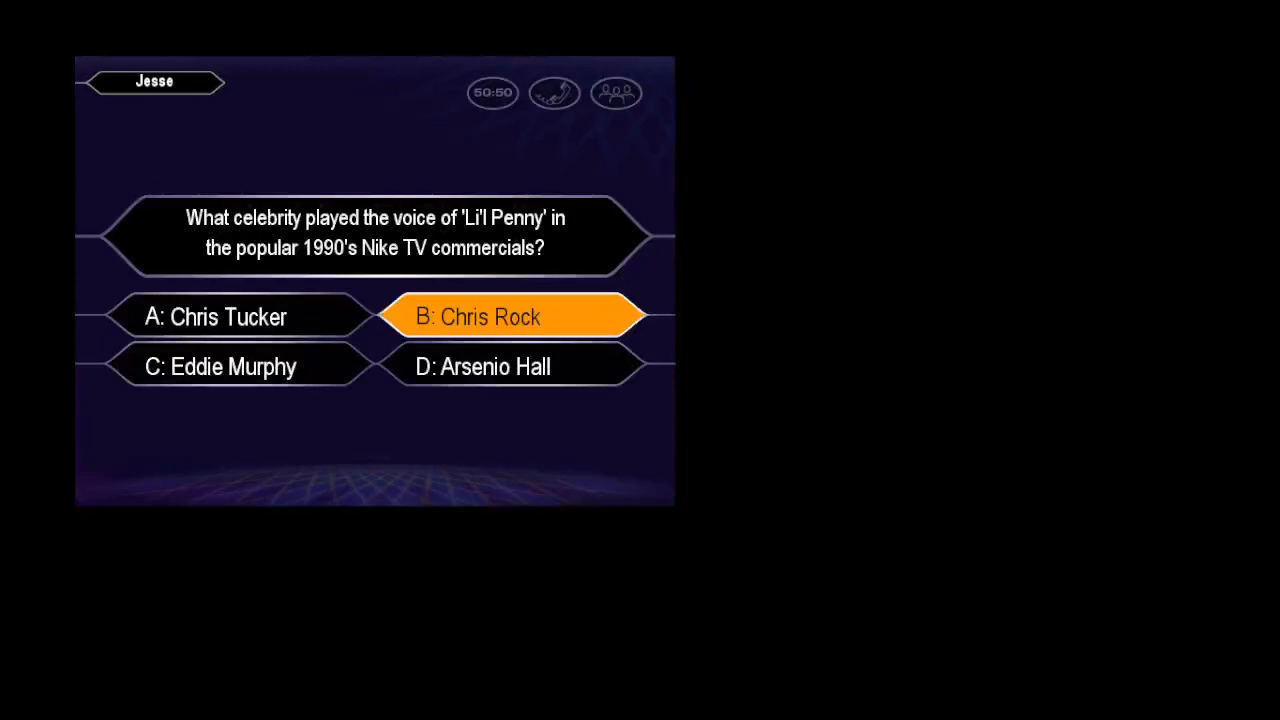 Jesse
50:50
What celebrity played the voice of 'Li'l Penny' in
the popular 1990's Nike TV commercials?
A: Chris Tucker
B: Chris Rock
C: Eddie Murphy
D: Arsenio Hall